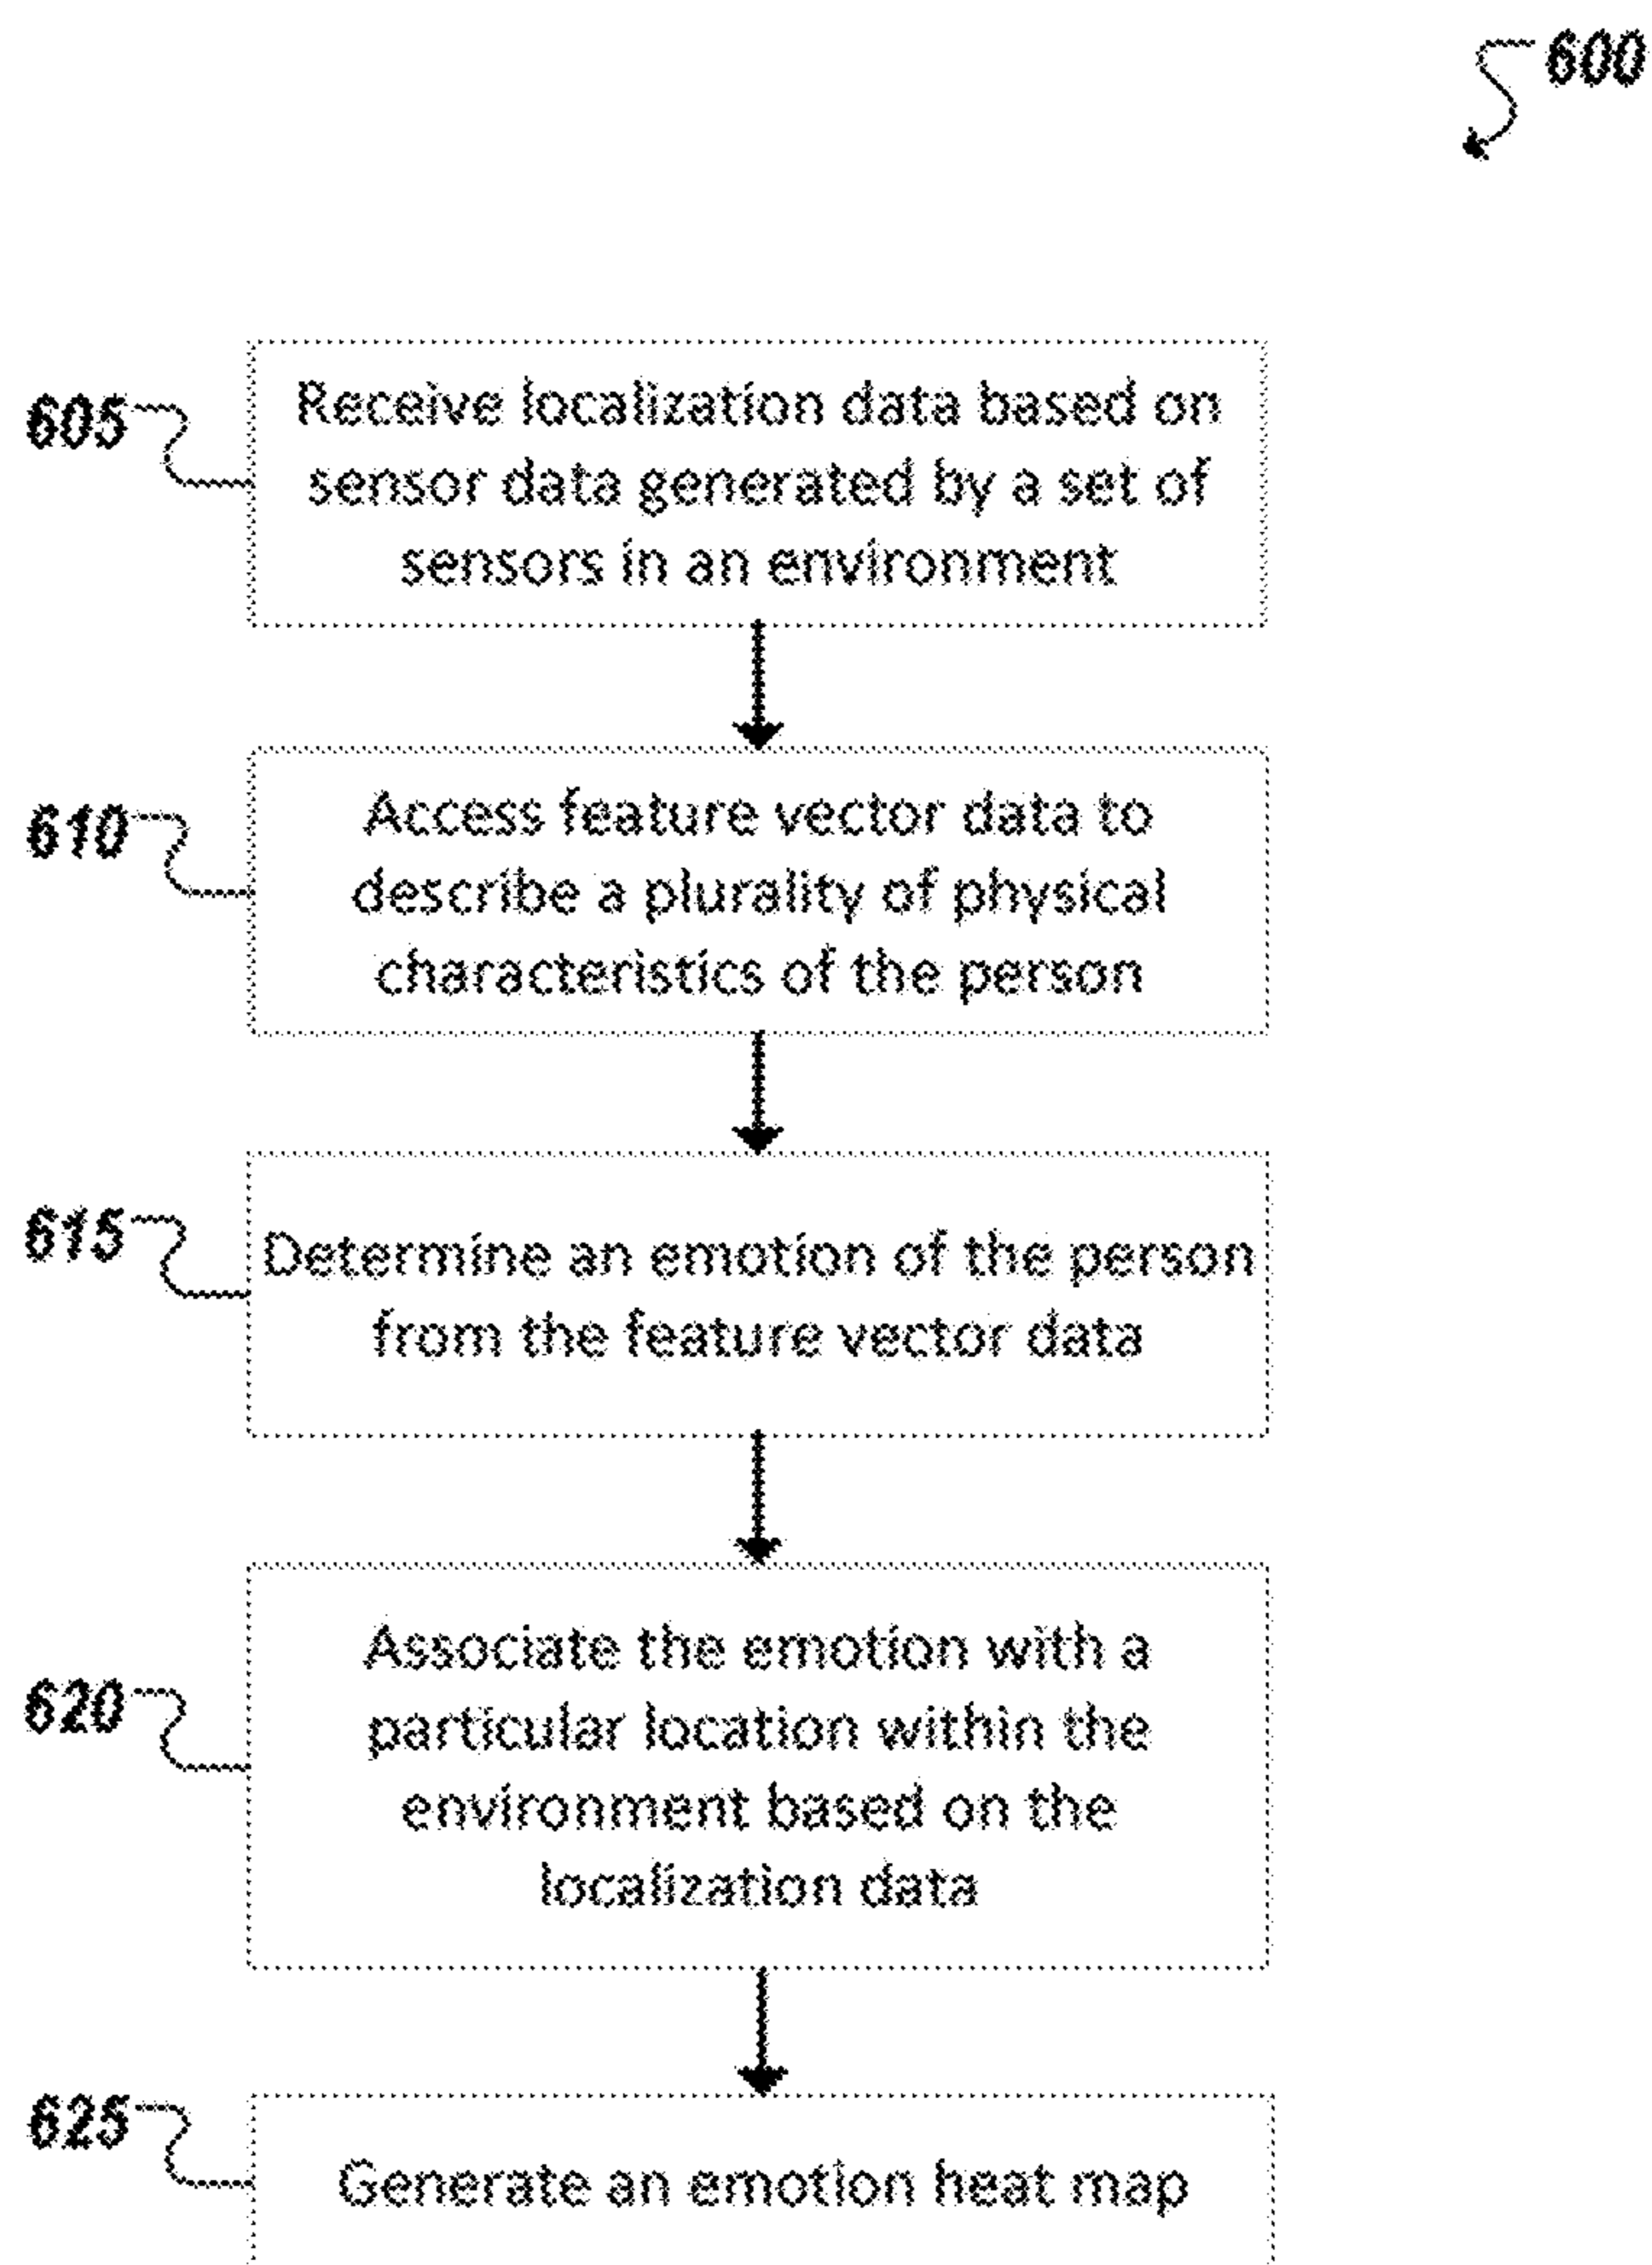 600
605
Receive localization data based on
sensor data generated by a set of
sensors in an environment
610
Access feature vector data to
describe a plurality of physical
characteristics of the person
615
Determine an emotion of the person
from the feature vector data
620
Associate the emotion with a
particular location within the
environment based on the
localization data
625
Generate an emotion heat map